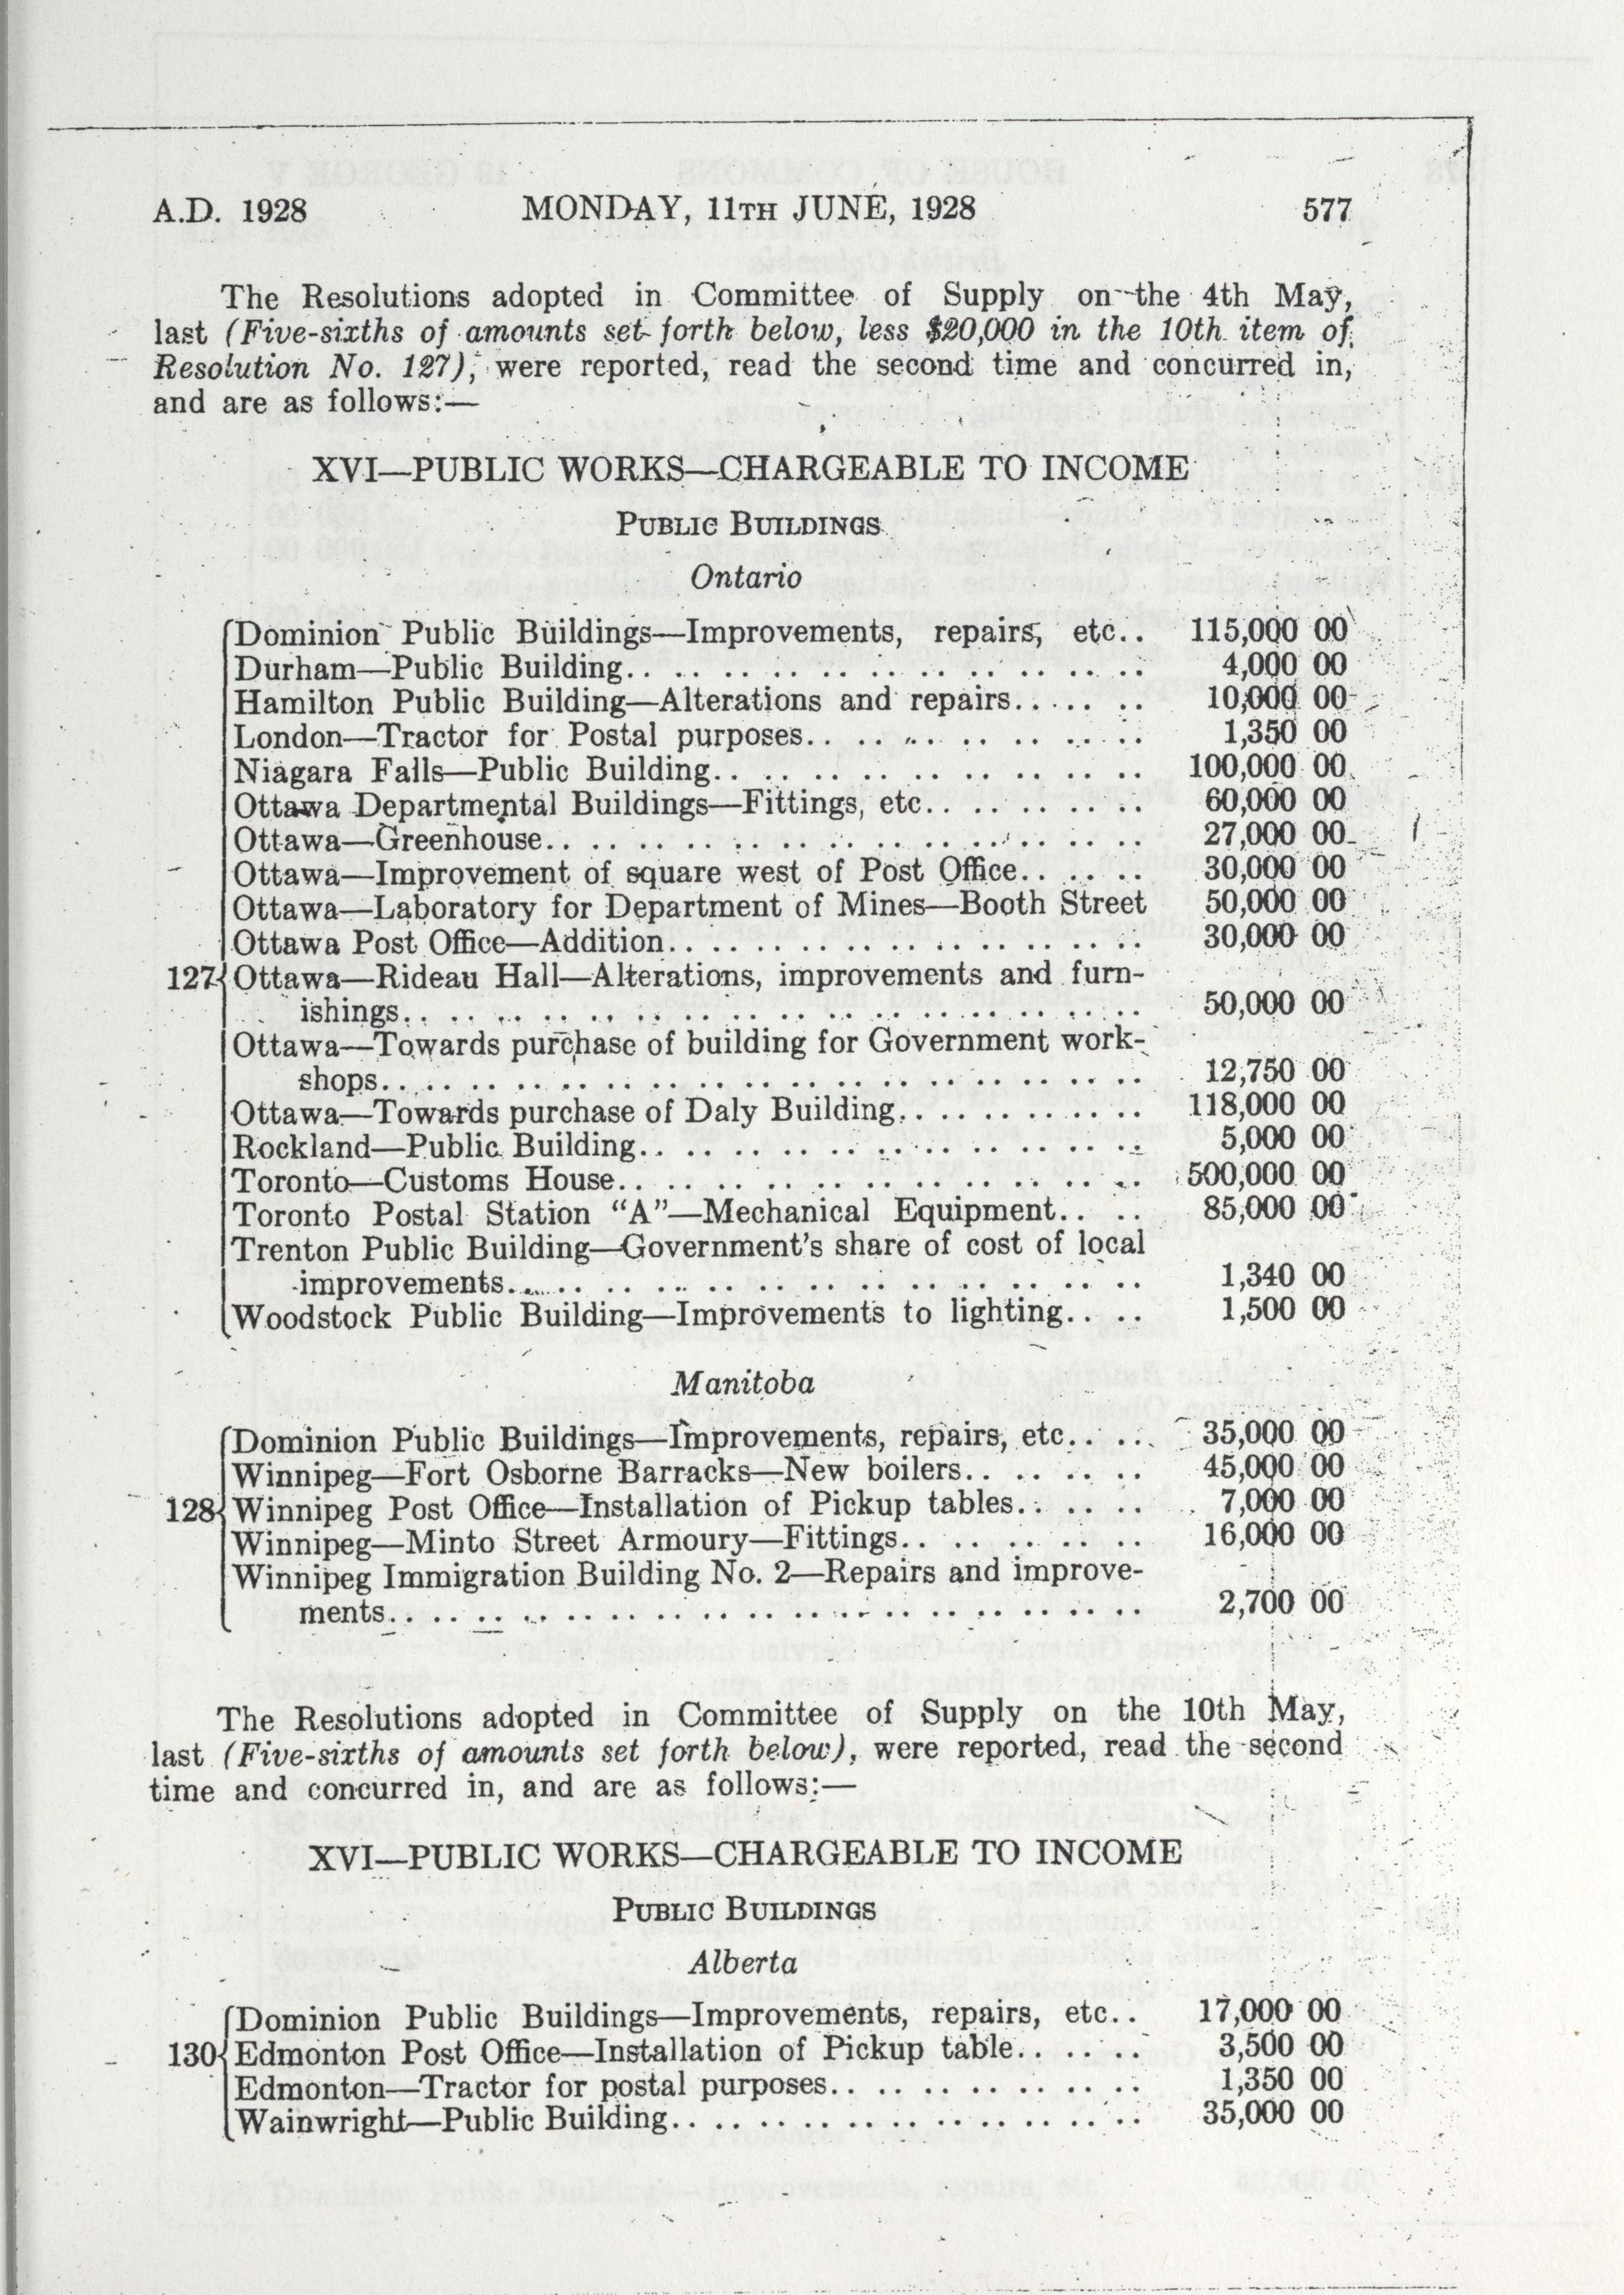 A.D. 1928 MONDAY, 11TH JUNE, 1928 577
The Resolutions adopted in Committee of Supply on the 4th May,
last (Five-sixths of amounts set forth below, less $20,000 in the 10th item of
Resolution No. 127), were reported, read the second time and concurred in,
and are as follows:—
XVI—PUBLIC WORKS—CHARGEABLE TO INCOME
PUBLIC BUILDINGS
Ontario
Dominion Public Buildings—Improvements, repairs, etc.. 115,000 00
Durham—Public Building.. .. .. .. .. .. .. .. .. .. .. 4,000 00
Hamilton Public Building—Alterations and repairs.. .. .. 10,000 00
London—Tractor for Postal purposes.. .. .. .. .. .. .. 1,350 00
Niagara Falls—Public Building.. .. .. .. .. .. .. .. .. 100,000 00
Ottawa Departmental Buildings—Fittings, etc.. .. .. .. .. 60,000 00
Ottawa—Greenhouse.. .. .. .. .. .. .. .. .. .. .. .. .. 27,000 00
Ottawa—Improvement of square west of Post Office.. .. .. 30,000 00
Ottawa—Laboratory for Department of Mines—Booth Street 50,000 00
Ottawa Post Office—Addition.. .. .. .. .. .. .. .. .. .. 30,000 00
127 Ottawa—Rideau Hall—Alterations, improvements and furn-
ishings.. .. .. .. .. .. .. .. .. .. .. .. .. .. .. .. 50,000 00
Ottawa—Towards purchase of building for Government work-
shops.. .. .. .. .. .. .. .. .. .. .. .. .. .. .. .. 12,750 00
Ottawa—Towards purchase of Daly Building.. .. .. .. .. 118,000 00
Rockland—Public Building.. .. .. .. .. .. .. .. .. .. .. 5,000 00
Toronto—Customs House.. .. .. .. .. .. .. .. .. .. .. 500,000 00
Toronto Postal Station “A”—Mechanical Equipment.. .. 85,000 00
Trenton Public Building—Government’s share of cost of local
improvements.. .. .. .. .. .. .. .. .. .. .. .. .. .. 1,340 00
Woodstock Public Building—Improvements to lighting.. .. 1,500 00
Manitoba
Dominion Public Buildings—Improvements, repairs, etc.. .. 35,000 00
Winnipeg—Fort Osborne Barracks—New boilers.. .. .. .. 45,000 00
128 Winnipeg Post Office—Installation of Pickup tables.. .. .. 7,000 00
Winnipeg—Minto Street Armoury—Fittings.. .. .. .. .. 16,000 00
Winnipeg Immigration Building No. 2—Repairs and improve-
ments.. .. .. .. .. .. .. .. .. .. .. .. .. .. .. .. 2,700 00
The Resolutions adopted in Committee of Supply on the 10th May,
last (Five-sixths of amounts set forth below), were reported, read the second
time and concurred in, and are as follows:—
XVI—PUBLIC WORKS—CHARGEABLE TO INCOME
PUBLIC BUILDINGS
Alberta
Dominion Public Buildings—Improvements, repairs, etc.. 17,000 00
130 Edmonton Post Office—Installation of Pickup table.. .. .. 3,500 00
Edmonton—Tractor for postal purposes.. .. .. .. .. .. .. 1,350 00
Wainwright—Public Building.. .. .. .. .. .. .. .. .. .. 35,000 00